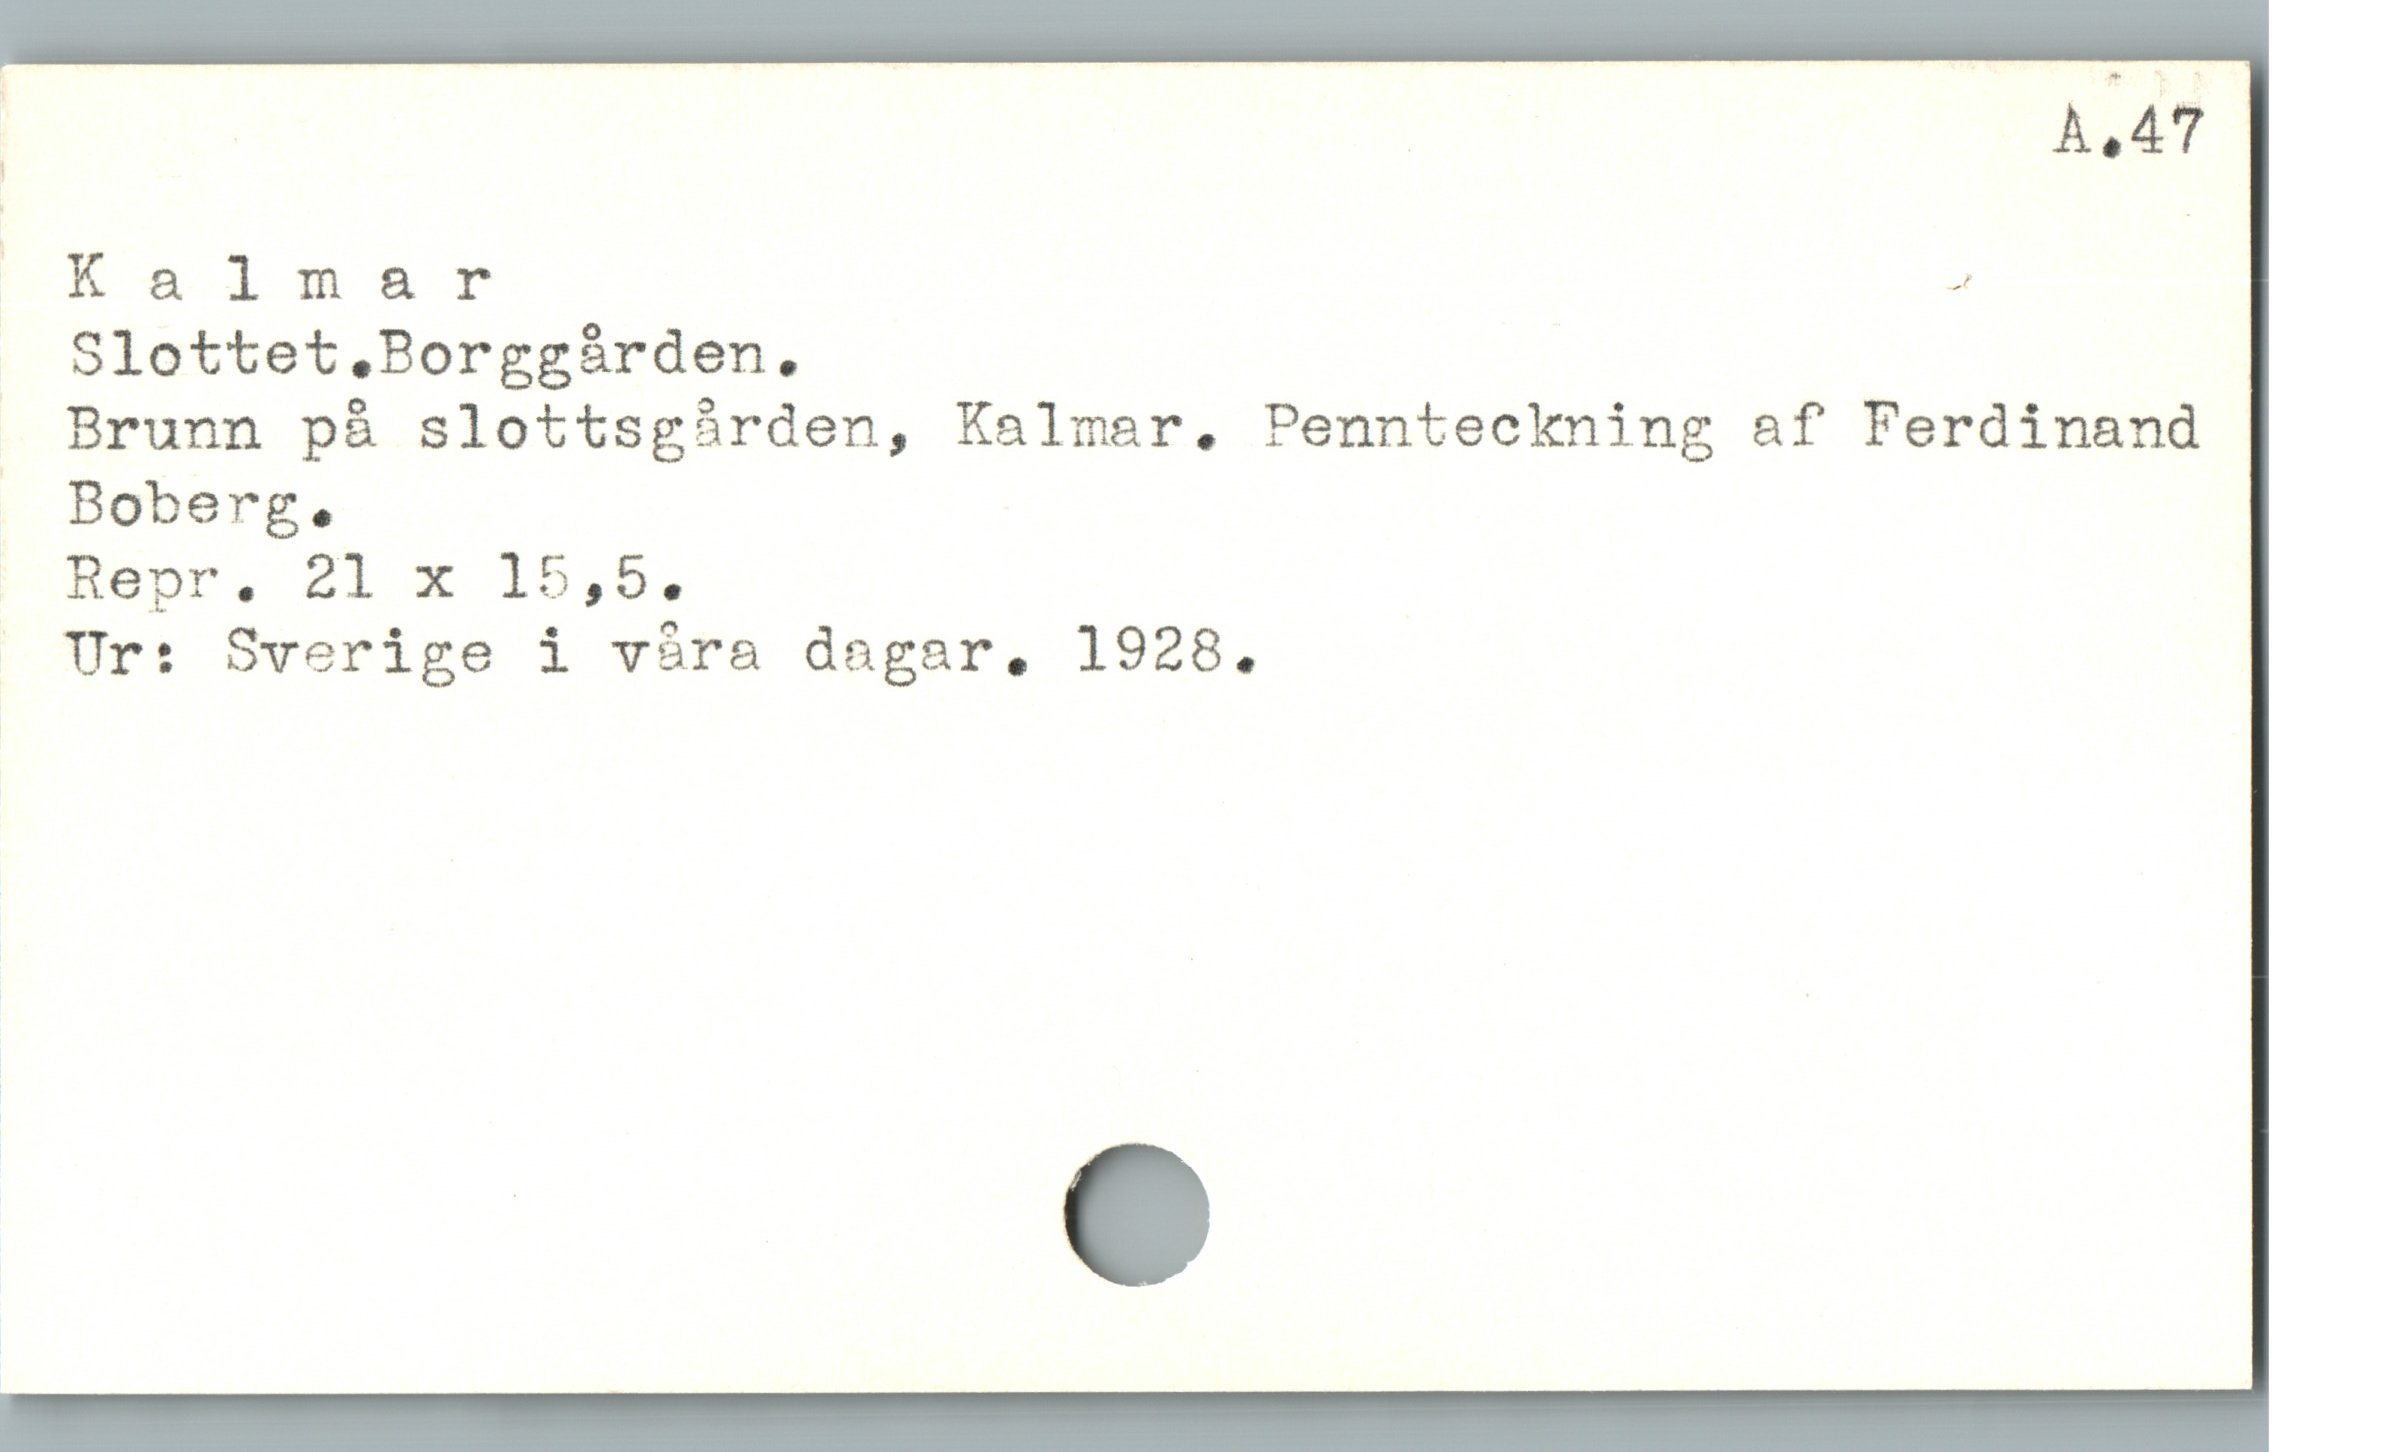 A.47
K a l m a r
Slottet.Borggården.
Brunn på slottsgården, Kalmar. Pennteckning af Ferdinand
Boberg.
Repr. 21 x 15,5.
Ur: Sverige i våra dagar. 1928.